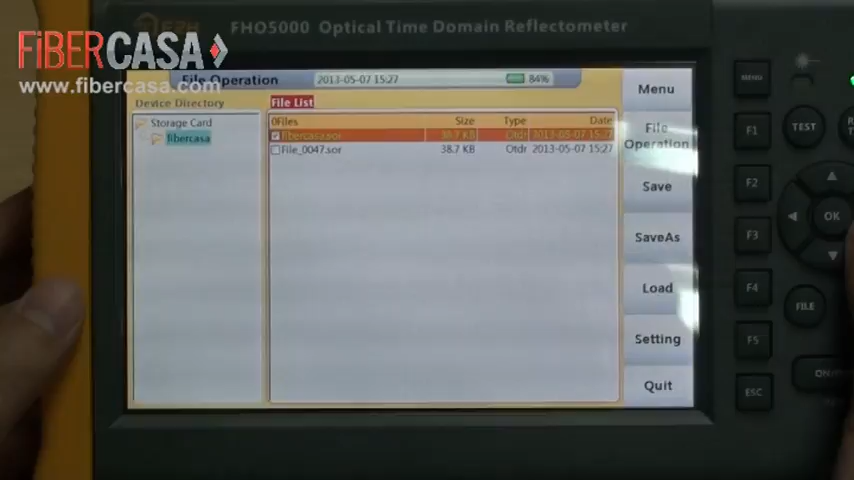 FHO5000 Optical Time Domain Reflectometer
FiBERCASA
www.fibercasa.com
File Operation
2013-05-07 15:27
84%
Device Directory
File List
Storage Card
fibercasa
0Files
Size
Type
Date
fibercasa.sor
38.7 KB
Otdr
2013-05-07 15:27
File_0047.sor
38.7 KB
Otdr
2013-05-07 15:27
Menu
File
Operation
Save
SaveAs
Load
Setting
Quit
MENU
F1
F2
F3
F4
F5
ESC
TEST
OK
FILE